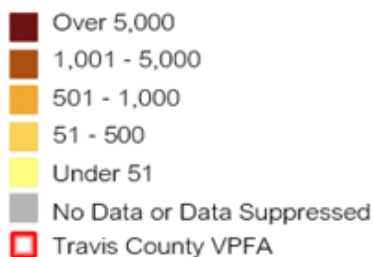 Over 5,000
1,001 - 5,000
501 - 1,000
51 - 500
Under 51
No Data or Data Suppressed
Travis County VPFA